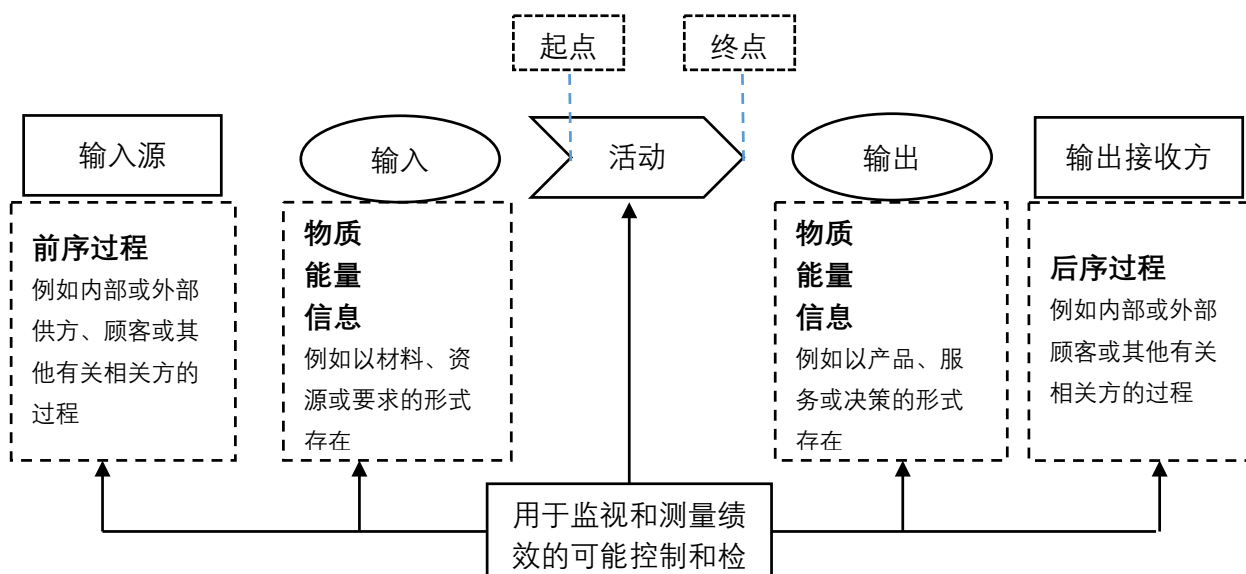 起点
终点
输入源
输入
活动
输出
输出接收方
前序过程
例如内部或外部
供方、顾客或其
他有关相关方的
过程
物质
能量
信息
例如以材料、资
源或要求的形式
存在
物质
能量
信息
例如以产品、服
务或决策的形式
存在
后序过程
例如内部或外部
顾客或其他有关
相关方的过程
用于监视和测量绩
效的可能控制和检